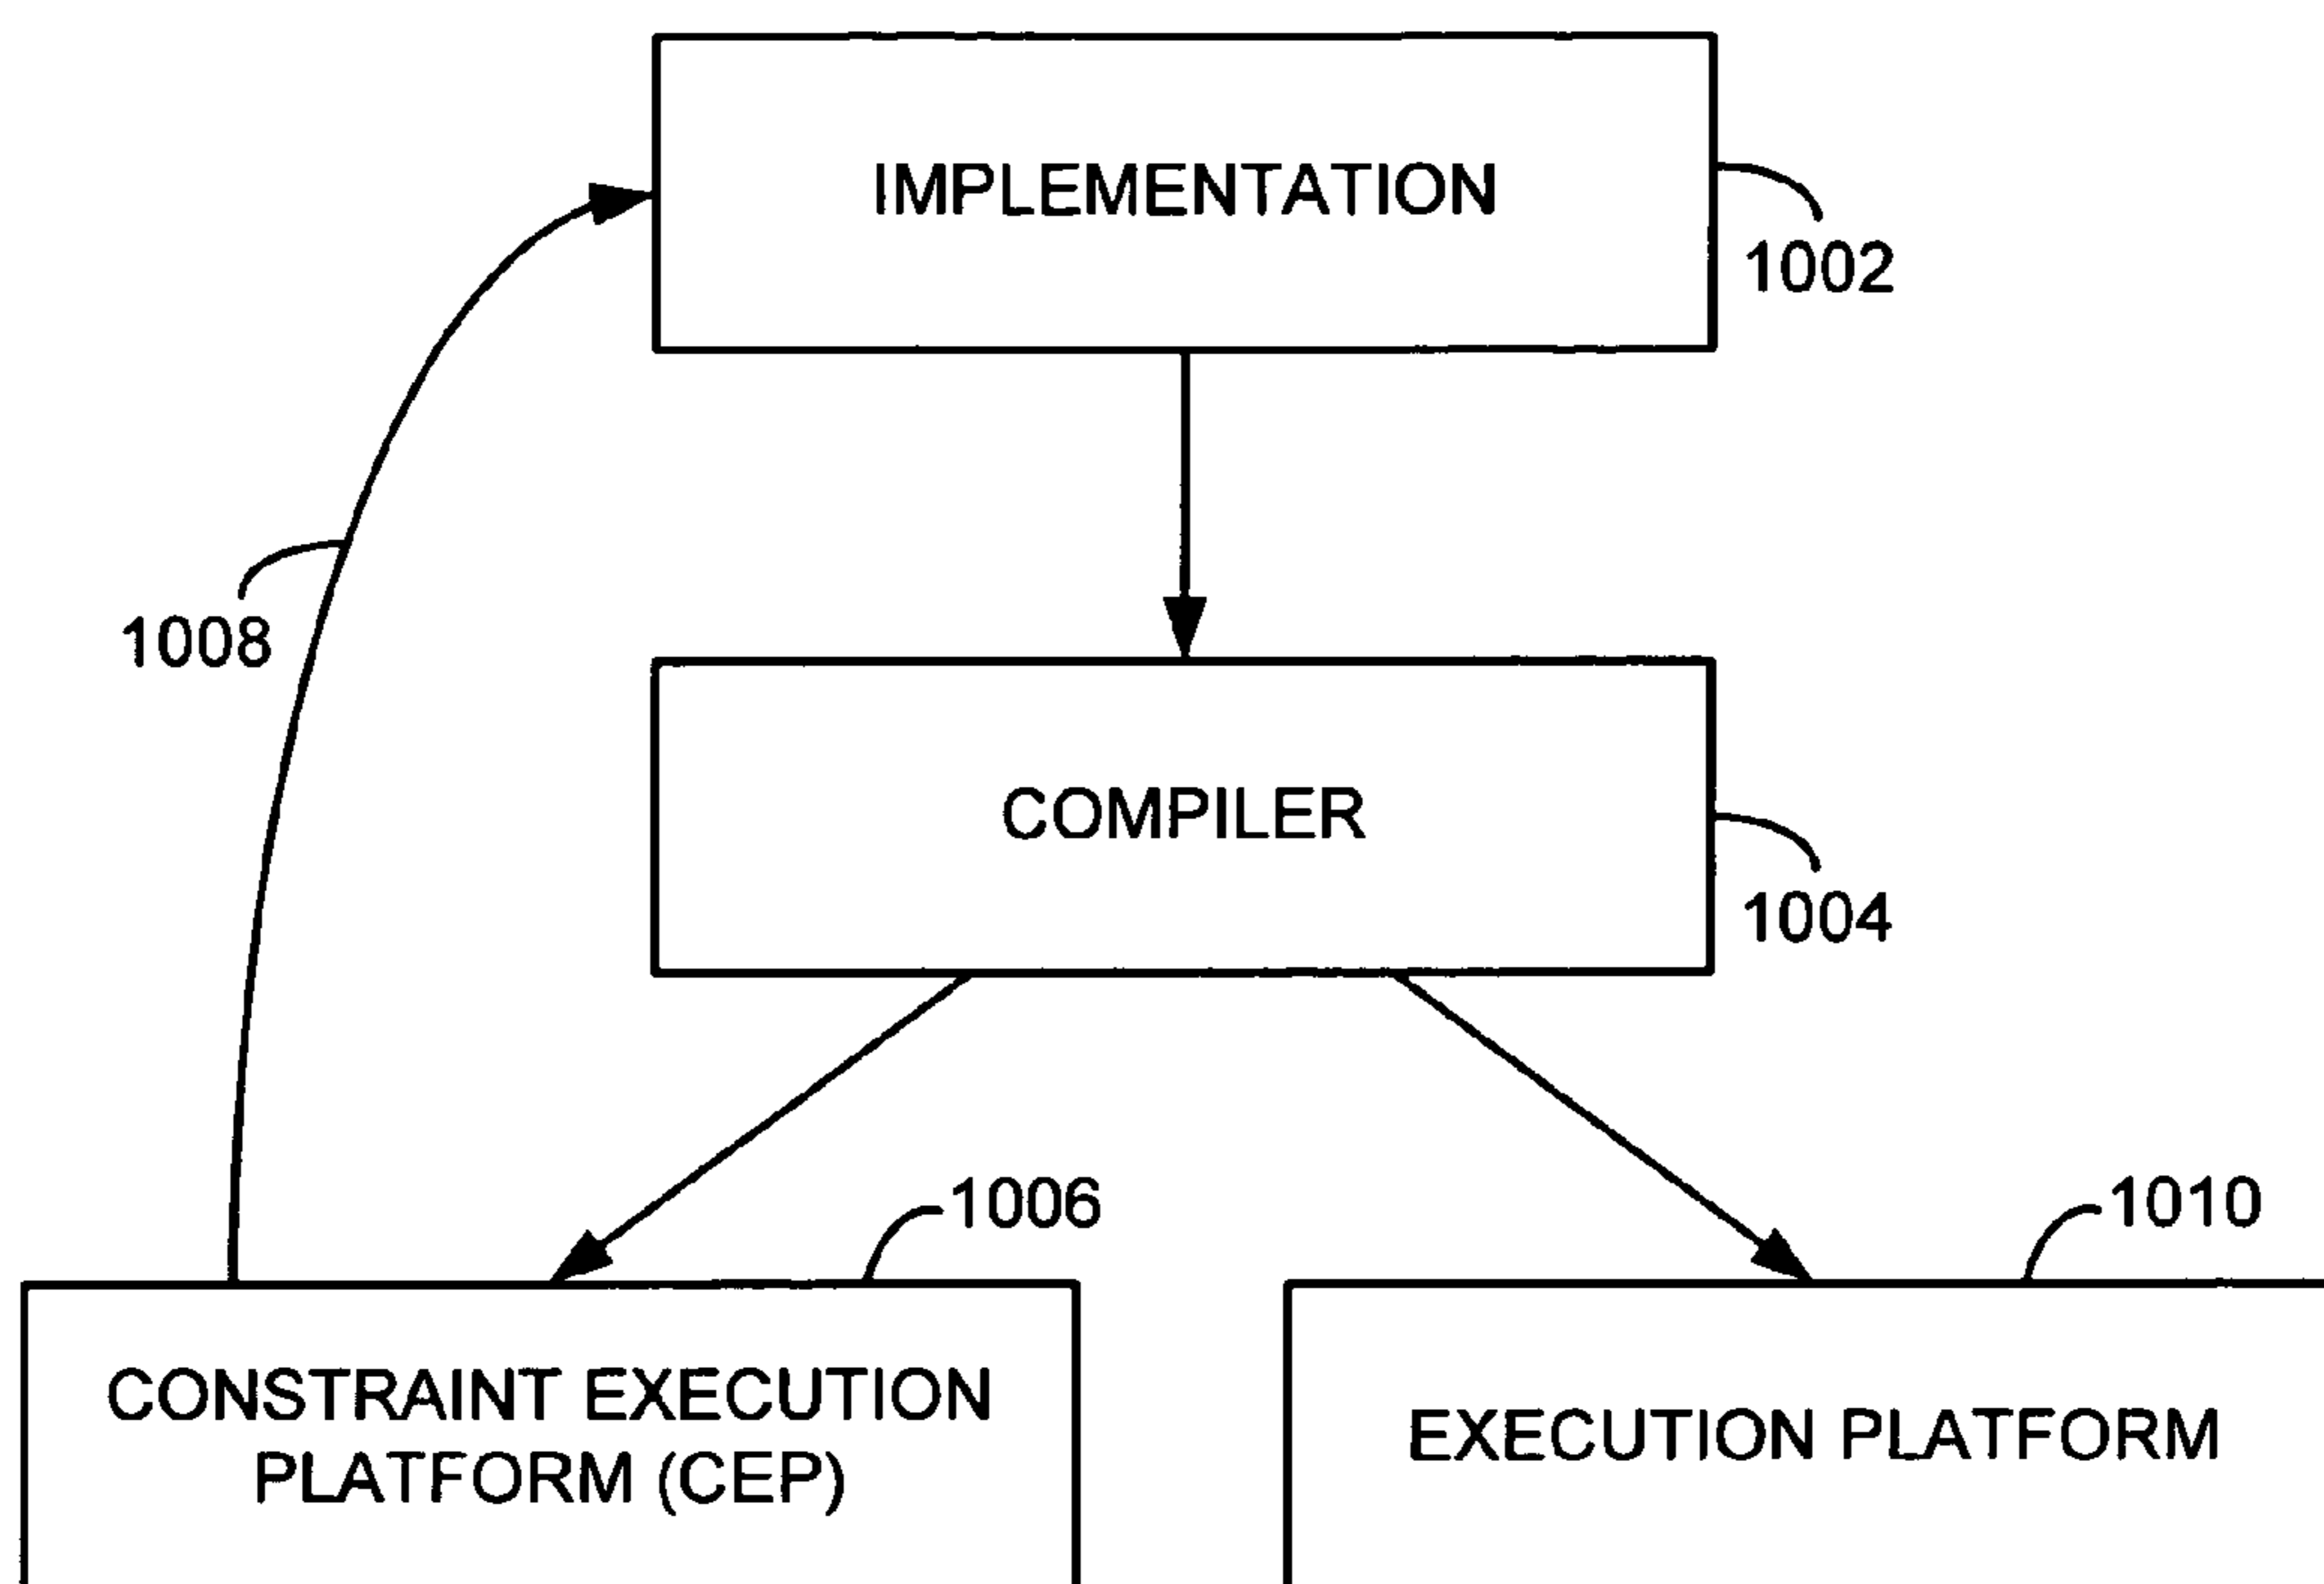 IMPLEMENTATION
1002
1008
COMPILER
1004
1006
1010
CONSTRAINT EXECUTION
PLATFORM (CEP)
EXECUTION PLATFORM